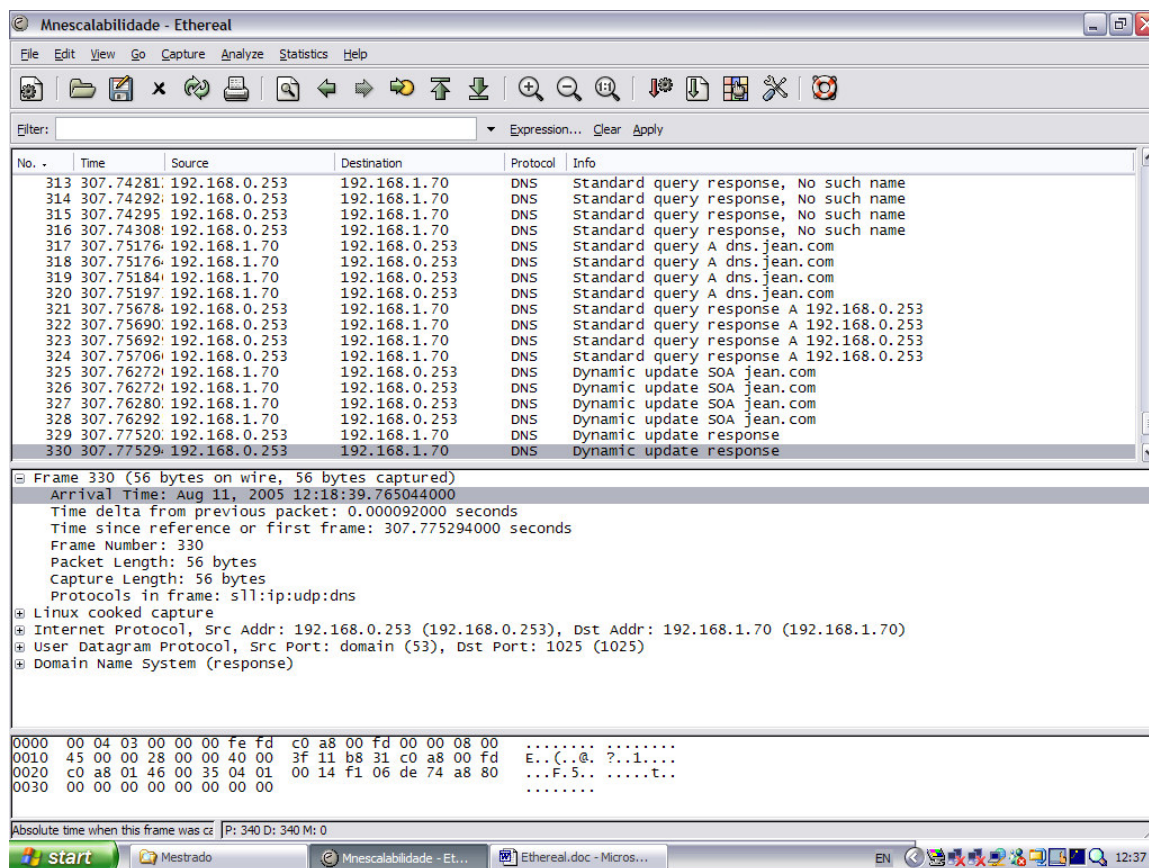 Mnescalabilidade - Ethereal
File Edit View Go Capture Analyze Statistics Help
Filter: Expression... Clear Apply
No. Time Source Destination Protocol Info
313 307.74281 192.168.0.253 192.168.1.70 DNS Standard query response, No such name
314 307.74292 192.168.0.253 192.168.1.70 DNS Standard query response, No such name
315 307.74295 192.168.0.253 192.168.1.70 DNS Standard query response, No such name
316 307.74308 192.168.0.253 192.168.1.70 DNS Standard query response, No such name
317 307.75176 192.168.1.70 192.168.0.253 DNS Standard query A dns.jean.com
318 307.75176 192.168.1.70 192.168.0.253 DNS Standard query A dns.jean.com
319 307.75184 192.168.1.70 192.168.0.253 DNS Standard query A dns.jean.com
320 307.75197 192.168.1.70 192.168.0.253 DNS Standard query A dns.jean.com
321 307.75678 192.168.0.253 192.168.1.70 DNS Standard query response A 192.168.0.253
322 307.75690 192.168.0.253 192.168.1.70 DNS Standard query response A 192.168.0.253
323 307.75692 192.168.0.253 192.168.1.70 DNS Standard query response A 192.168.0.253
324 307.75706 192.168.0.253 192.168.1.70 DNS Standard query response A 192.168.0.253
325 307.76272 192.168.1.70 192.168.0.253 DNS Dynamic update SOA jean.com
326 307.76272 192.168.1.70 192.168.0.253 DNS Dynamic update SOA jean.com
327 307.76280 192.168.1.70 192.168.0.253 DNS Dynamic update SOA jean.com
328 307.76292 192.168.1.70 192.168.0.253 DNS Dynamic update SOA jean.com
329 307.77520 192.168.0.253 192.168.1.70 DNS Dynamic update response
330 307.77529 192.168.0.253 192.168.1.70 DNS Dynamic update response
Frame 330 (56 bytes on wire, 56 bytes captured)
Arrival Time: Aug 11, 2005 12:18:39.765044000
Time delta from previous packet: 0.000092000 seconds
Time since reference or first frame: 307.775294000 seconds
Frame Number: 330
Packet Length: 56 bytes
Capture Length: 56 bytes
Protocols in frame: sll:ip:udp:dns
Linux cooked capture
Internet Protocol, Src Addr: 192.168.0.253 (192.168.0.253), Dst Addr: 192.168.1.70 (192.168.1.70)
User Datagram Protocol, Src Port: domain (53), Dst Port: 1025 (1025)
Domain Name System (response)
0000 00 04 03 00 00 00 fe fd c0 a8 00 fd 00 00 08 00 ........ ........
0010 45 00 00 28 00 00 40 00 3f 11 b8 31 c0 a8 00 fd E..(..@. ?..1....
0020 c0 a8 01 46 00 35 04 01 00 14 f1 06 de 74 a8 80 ...F.5.. .....t..
0030 00 00 00 00 00 00 00 00 ........
Absolute time when this frame was ca P: 340 D: 340 M: 0
start Mestrado Mnescalabilidade - Et... Ethereal.doc - Micros... EN 12:37